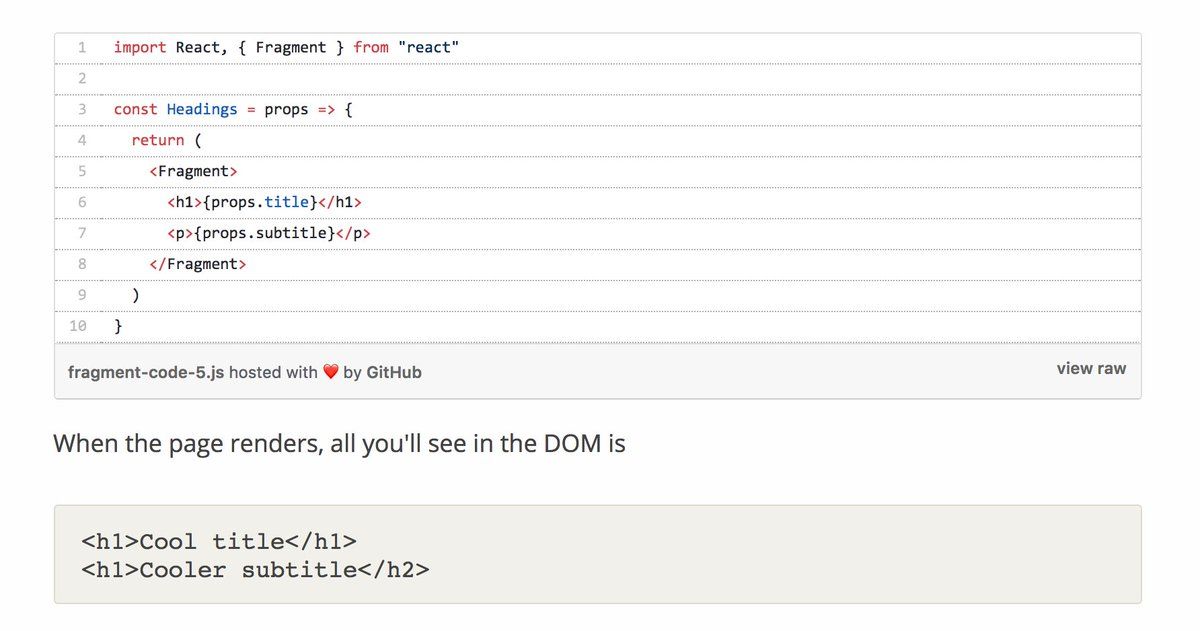 1 import React, { Fragment } from "react"
2
3 const Headings = props => {
4 return (
5 <Fragment>
6 <h1>{props.title}</h1>
7 <p>{props.subtitle}</p>
8 </Fragment>
9 )
10 }
fragment-code-5.js hosted with ❤️ by GitHub view raw
When the page renders, all you'll see in the DOM is
<h1>Cool title</h1>
<h1>Cooler subtitle</h2>